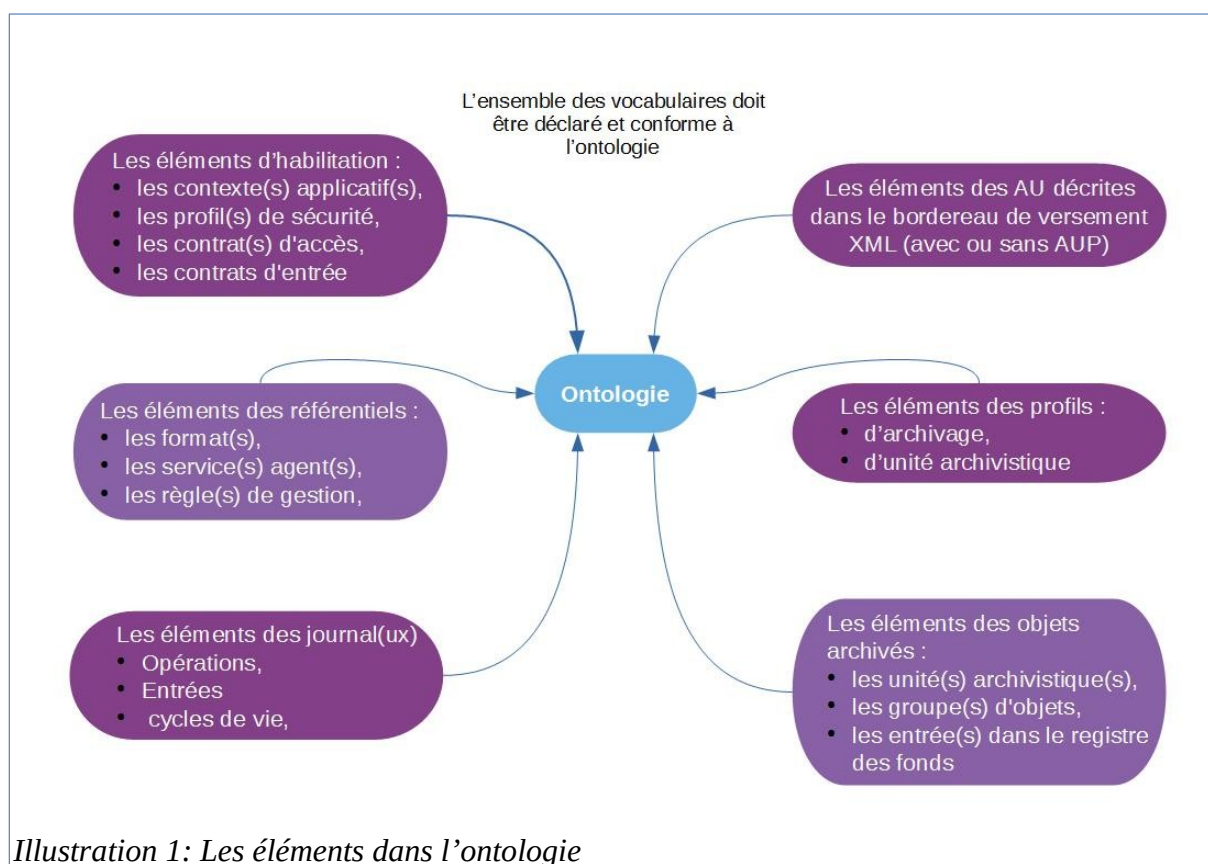 L’ensemble des vocabulaires doit
être déclaré et conforme à
l’ontologie
Les éléments d’habilitation :
• les contexte(s) applicatif(s),
• les profil(s) de sécurité,
• les contrat(s) d'accès,
• les contrats d'entrée
Les éléments des AU décrites
dans le bordereau de versement
XML (avec ou sans AUP)
Ontologie
Les éléments des référentiels :
• les format(s),
• les service(s) agent(s),
• les règle(s) de gestion,
Les éléments des profils :
• d’archivage,
• d’unité archivistique
Les éléments des journal(ux)
• Opérations,
• Entrées
• cycles de vie,
Les éléments des objets
archivés :
• les unité(s) archivistique(s),
• les groupe(s) d'objets,
• les entrée(s) dans le registre
des fonds
Illustration 1: Les éléments dans l’ontologie